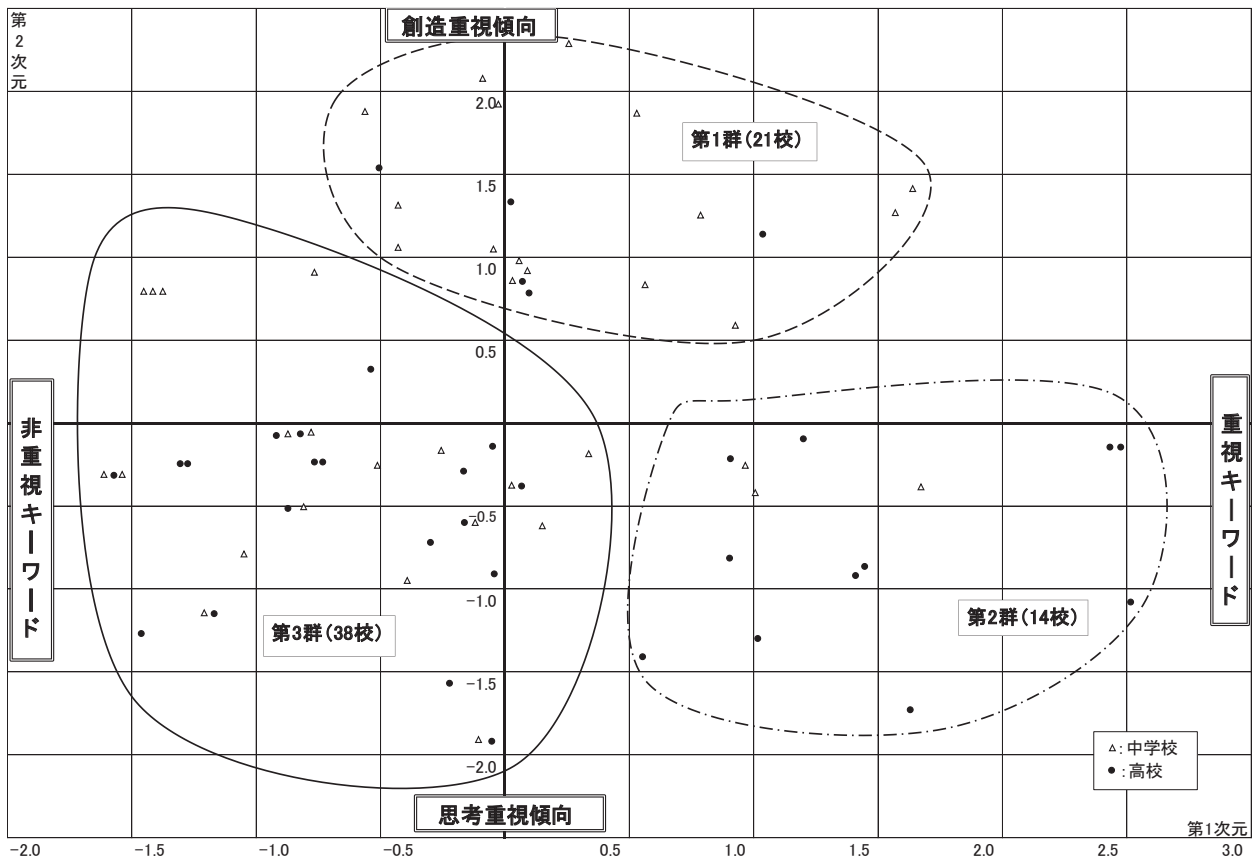 第2次元
創造重視傾向
2.0
第1群(21校)
1.5
1.0
0.5
非重視キーワード
重視キーワード
-0.5
-1.0
第3群(38校)
第2群(14校)
-1.5
△:中学校
-2.0
●:高校
思考重視傾向
第1次元
-2.0 -1.5 -1.0 -0.5 0.5 1.0 1.5 2.0 2.5 3.0